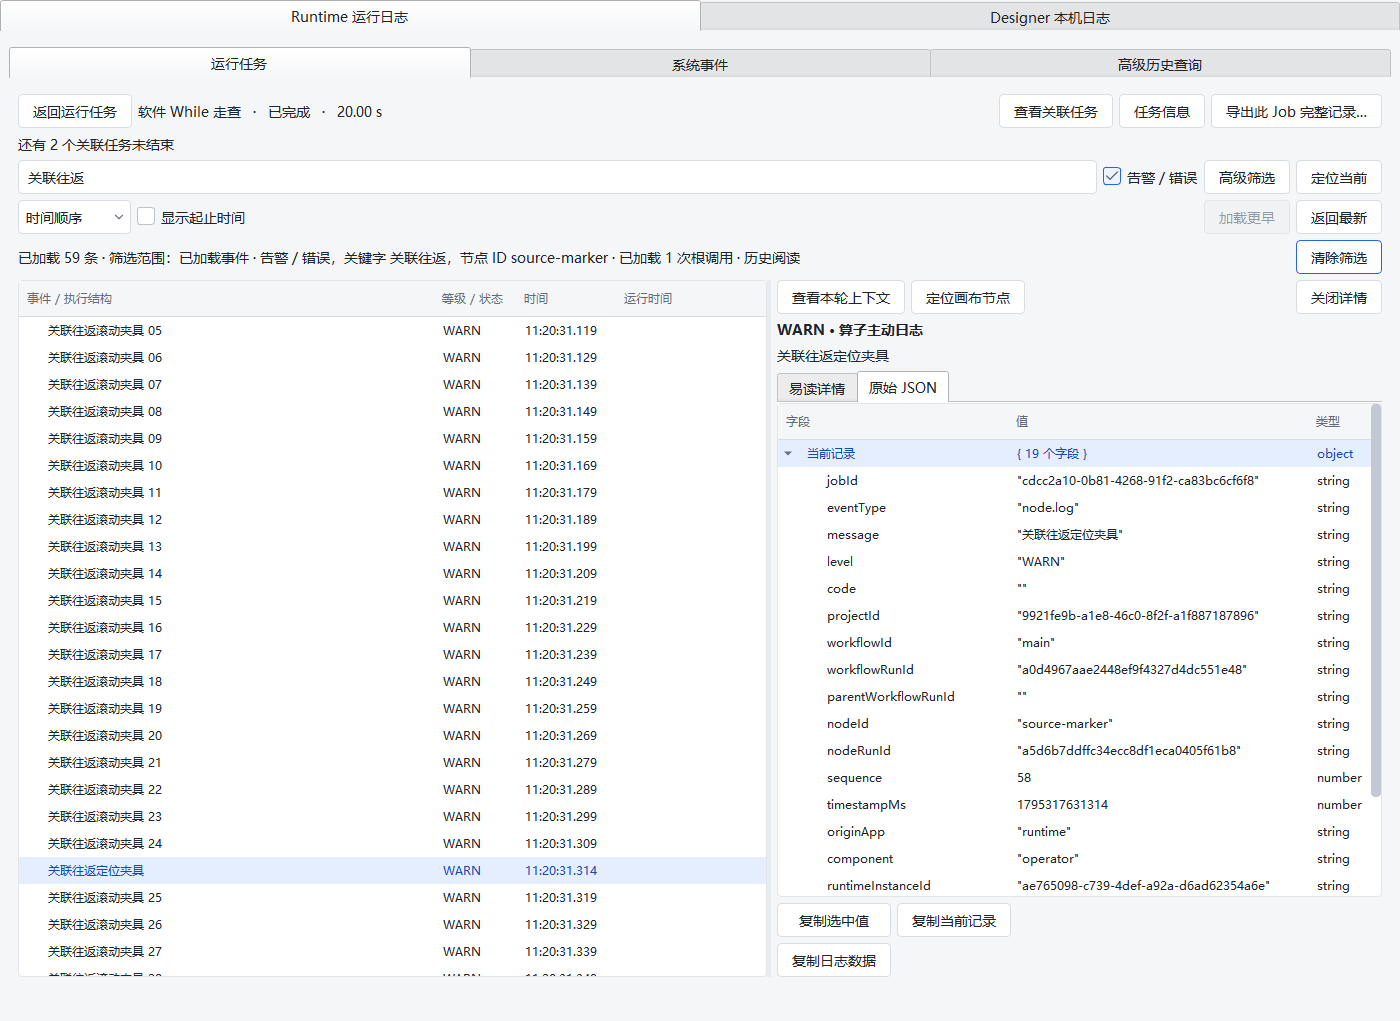 Runtime 运行日志
Designer 本机日志
运行任务
系统事件
高级历史查询
返回运行任务
软件 While 走查 · 已完成 · 20.00 s
查看关联任务
任务信息
导出此 Job 完整记录...
还有 2 个关联任务未结束
关联往返
告警 / 错误
高级筛选
定位当前
时间顺序
显示起止时间
加载更早
返回最新
已加载 59 条 · 筛选范围：已加载事件 · 告警 / 错误，关键字 关联往返，节点 ID source-marker · 已加载 1 次根调用 · 历史阅读
清除筛选
事件 / 执行结构 等级 / 状态 时间 运行时间
关联往返滚动夹具 05 WARN 11:20:31.119
关联往返滚动夹具 06 WARN 11:20:31.129
关联往返滚动夹具 07 WARN 11:20:31.139
关联往返滚动夹具 08 WARN 11:20:31.149
关联往返滚动夹具 09 WARN 11:20:31.159
关联往返滚动夹具 10 WARN 11:20:31.169
关联往返滚动夹具 11 WARN 11:20:31.179
关联往返滚动夹具 12 WARN 11:20:31.189
关联往返滚动夹具 13 WARN 11:20:31.199
关联往返滚动夹具 14 WARN 11:20:31.209
关联往返滚动夹具 15 WARN 11:20:31.219
关联往返滚动夹具 16 WARN 11:20:31.229
关联往返滚动夹具 17 WARN 11:20:31.239
关联往返滚动夹具 18 WARN 11:20:31.249
关联往返滚动夹具 19 WARN 11:20:31.259
关联往返滚动夹具 20 WARN 11:20:31.269
关联往返滚动夹具 21 WARN 11:20:31.279
关联往返滚动夹具 22 WARN 11:20:31.289
关联往返滚动夹具 23 WARN 11:20:31.299
关联往返滚动夹具 24 WARN 11:20:31.309
关联往返定位夹具 WARN 11:20:31.314
关联往返滚动夹具 25 WARN 11:20:31.319
关联往返滚动夹具 26 WARN 11:20:31.329
关联往返滚动夹具 27 WARN 11:20:31.339
查看本轮上下文
定位画布节点
关闭详情
WARN • 算子主动日志
关联往返定位夹具
易读详情
原始 JSON
字段 值 类型
当前记录 { 19 个字段 } object
jobId "cdcc2a10-0b81-4268-91f2-ca83bc6cf6f8" string
eventType "node.log" string
message "关联往返定位夹具" string
level "WARN" string
code "" string
projectId "9921fe9b-a1e8-46c0-8f2f-a1f887187896" string
workflowId "main" string
workflowRunId "a0d4967aae2448ef9f4327d4dc551e48" string
parentWorkflowRunId "" string
nodeId "source-marker" string
nodeRunId "a5d6b7ddffc34ecc8df1eca0405f61b8" string
sequence 58 number
timestampMs 1795317631314 number
originApp "runtime" string
component "operator" string
runtimeInstanceId "ae765098-c739-4def-a92a-d6ad62354a6e" string
复制选中值
复制当前记录
复制日志数据